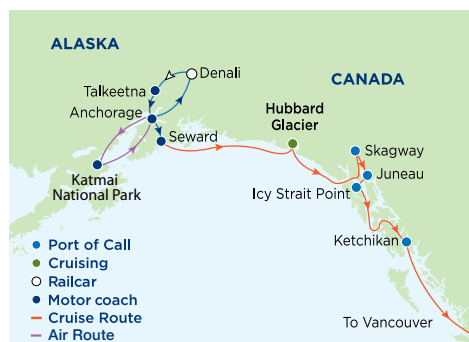 ALASKA
CANADA
Denali
Talkeetna
Anchorage
Seward
Hubbard
Glacier
Katmai
National Park
Skagway
Juneau
Icy Strait Point
Ketchikan
To Vancouver
Port of Call
Cruising
Railcar
Motor coach
Cruise Route
Air Route